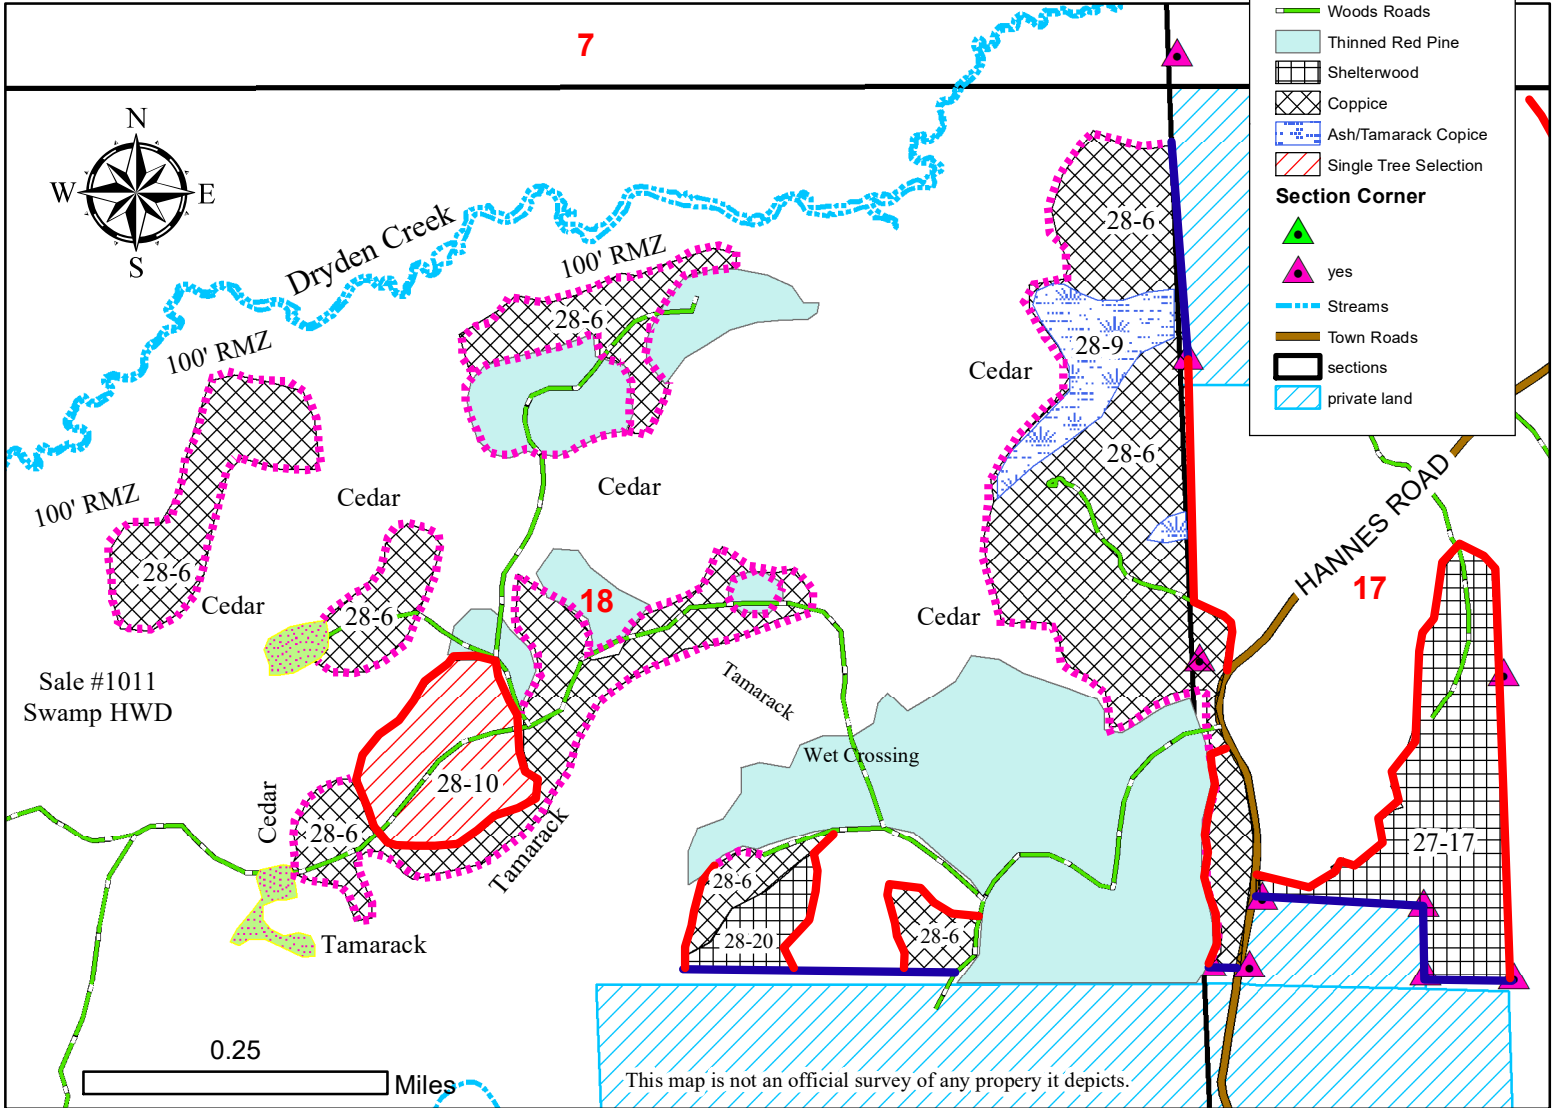 7
Woods Roads
Thinned Red Pine
Shelterwood
Coppice
Ash/Tamarack Copice
Single Tree Selection
Section Corner
yes
Streams
Town Roads
sections
private land
N
W
E
S
Dryden Creek
100' RMZ
100' RMZ
100' RMZ
28-6
28-6
28-9
Cedar
28-6
Cedar
Cedar
HANNES ROAD
28-6
17
Cedar
28-6
18
Cedar
Sale #1011
Swamp HWD
Tamarack
Wet Crossing
28-10
Cedar
28-6
Tamarack
27-17
28-6
28-20
28-6
Tamarack
0.25
Miles
This map is not an official survey of any propery it depicts.